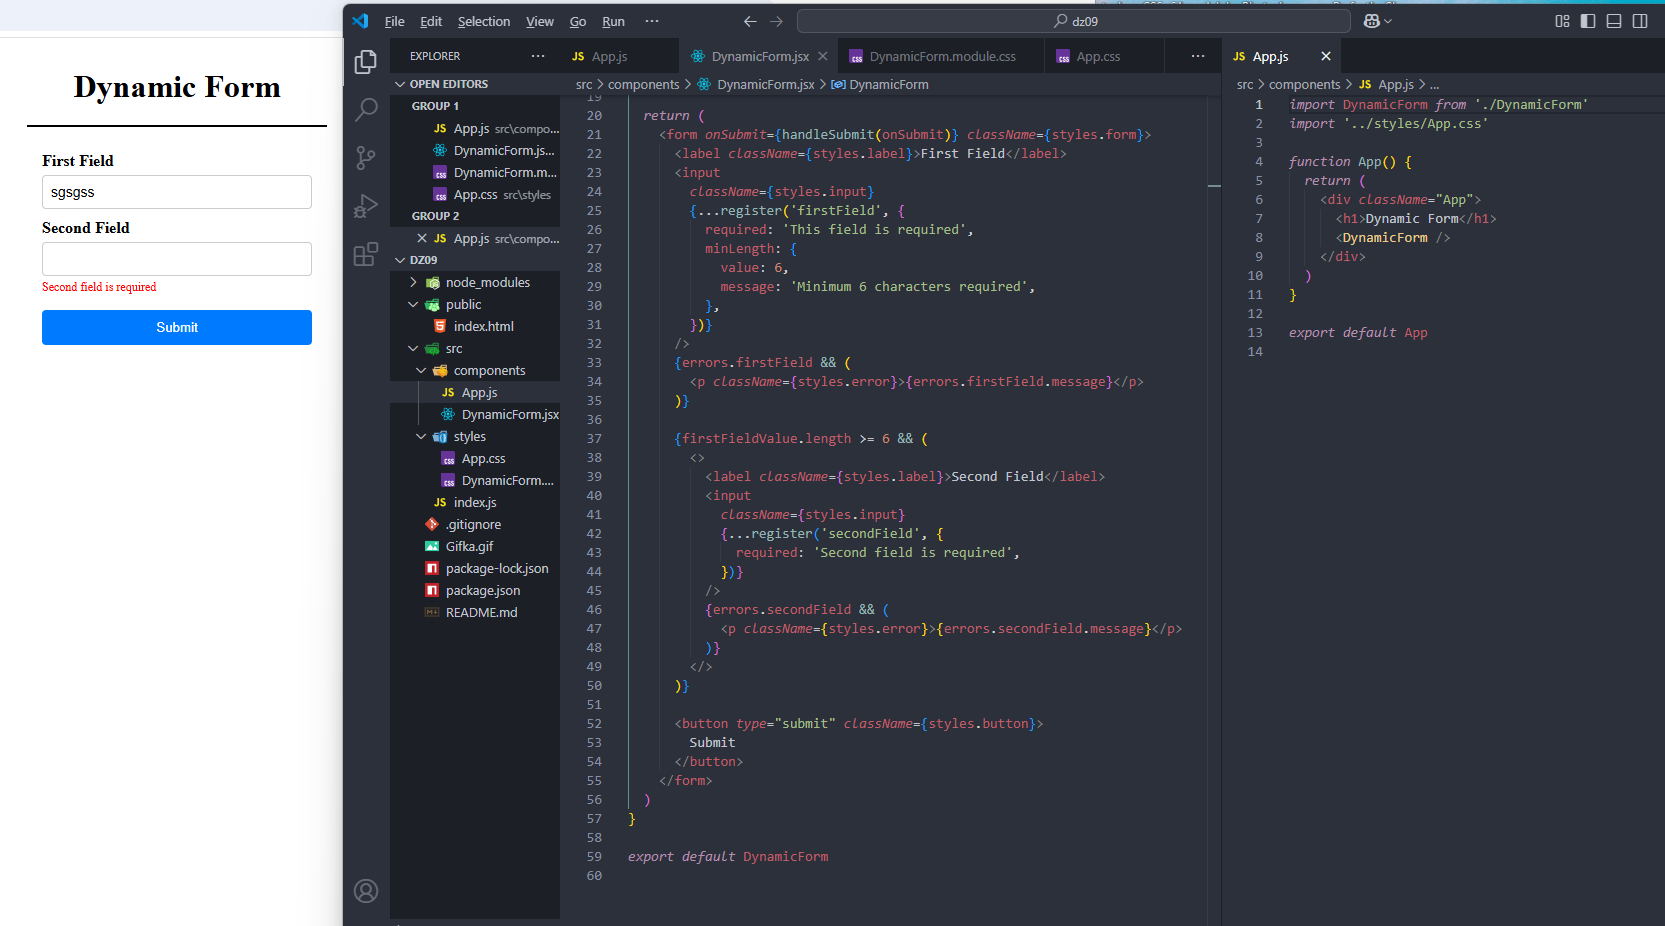 Dynamic Form
First Field
sgsgss
Second Field
Second field is required
Submit
File Edit Selection View Go Run ···
dz09
EXPLORER ···
OPEN EDITORS
GROUP 1
JS App.js src\compo...
DynamicForm.js...
css DynamicForm.m...
css App.css src\styles
GROUP 2
JS App.js src\compo...
DZ09
node_modules
public
index.html
src
components
JS App.js
DynamicForm.jsx
styles
css App.css
css DynamicForm....
JS index.js
.gitignore
Gifka.gif
package-lock.json
package.json
README.md
JS App.js
DynamicForm.jsx
css DynamicForm.module.css
css App.css
···
src > components > DynamicForm.jsx > DynamicForm
19
20 return (
21 <form onSubmit={handleSubmit(onSubmit)} className={styles.form}>
22 <label className={styles.label}>First Field</label>
23 <input
24 className={styles.input}
25 {...register('firstField', {
26 required: 'This field is required',
27 minLength: {
28 value: 6,
29 message: 'Minimum 6 characters required',
30 },
31 })}
32 />
33 {errors.firstField && (
34 <p className={styles.error}>{errors.firstField.message}</p>
35 )}
36
37 {firstFieldValue.length >= 6 && (
38 <>
39 <label className={styles.label}>Second Field</label>
40 <input
41 className={styles.input}
42 {...register('secondField', {
43 required: 'Second field is required',
44 })}
45 />
46 {errors.secondField && (
47 <p className={styles.error}>{errors.secondField.message}</p>
48 )}
49 </>
50 )}
51
52 <button type="submit" className={styles.button}>
53 Submit
54 </button>
55 </form>
56 )
57 }
58
59 export default DynamicForm
60
JS App.js
src > components > JS App.js > ...
1 import DynamicForm from './DynamicForm'
2 import '../styles/App.css'
3
4 function App() {
5 return (
6 <div className="App">
7 <h1>Dynamic Form</h1>
8 <DynamicForm />
9 </div>
10 )
11 }
12
13 export default App
14